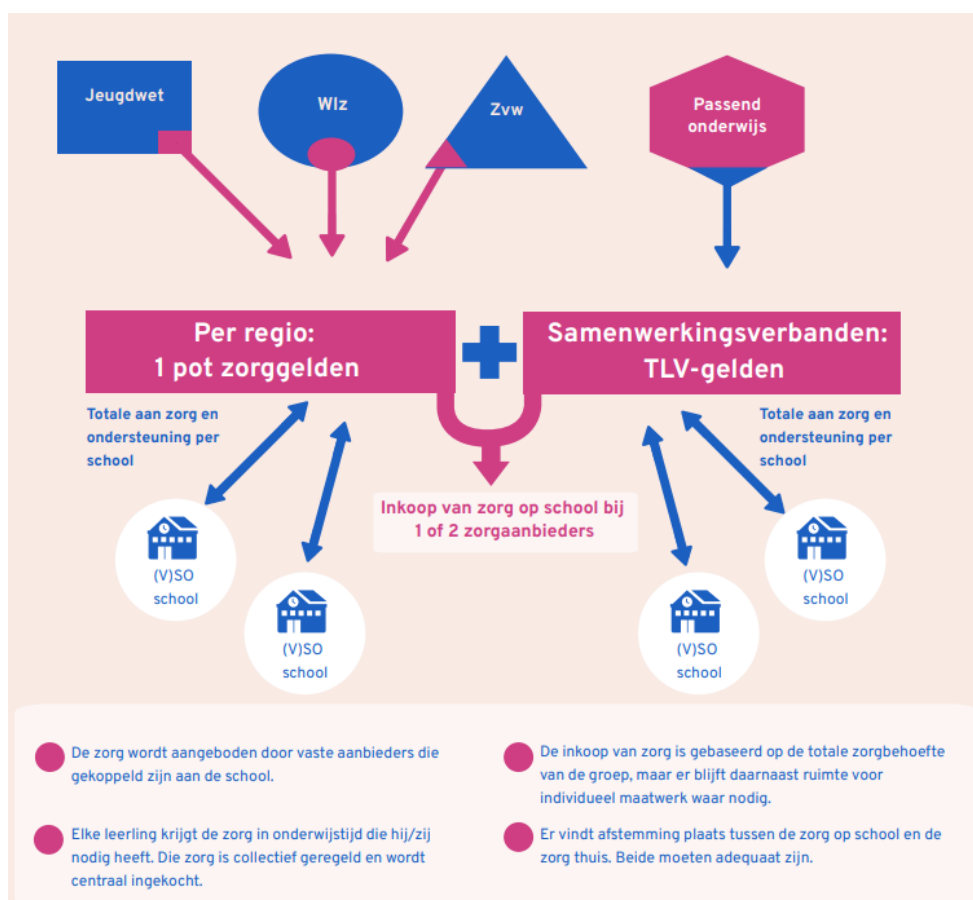 Jeugdwet
Wlz
Zvw
Passend
onderwijs
Per regio:
1 pot zorggelden
Samenwerkingsverbanden:
TLV-gelden
Totale aan zorg en
ondersteuning per
school
Totale aan zorg en
ondersteuning per
school
Inkoop van zorg op school bij
1 of 2 zorgaanbieders
(V)SO
school
(V)SO
school
(V)SO
school
(V)SO
school
De zorg wordt aangeboden door vaste aanbieders die
gekoppeld zijn aan de school.
Elke leerling krijgt de zorg in onderwijstijd die hij/zij
nodig heeft. Die zorg is collectief geregeld en wordt
centraal ingekocht.
De inkoop van zorg is gebaseerd op de totale zorgbehoefte
van de groep, maar er blijft daarnaast ruimte voor
individueel maatwerk waar nodig.
Er vindt afstemming plaats tussen de zorg op school en de
zorg thuis. Beide moeten adequaat zijn.